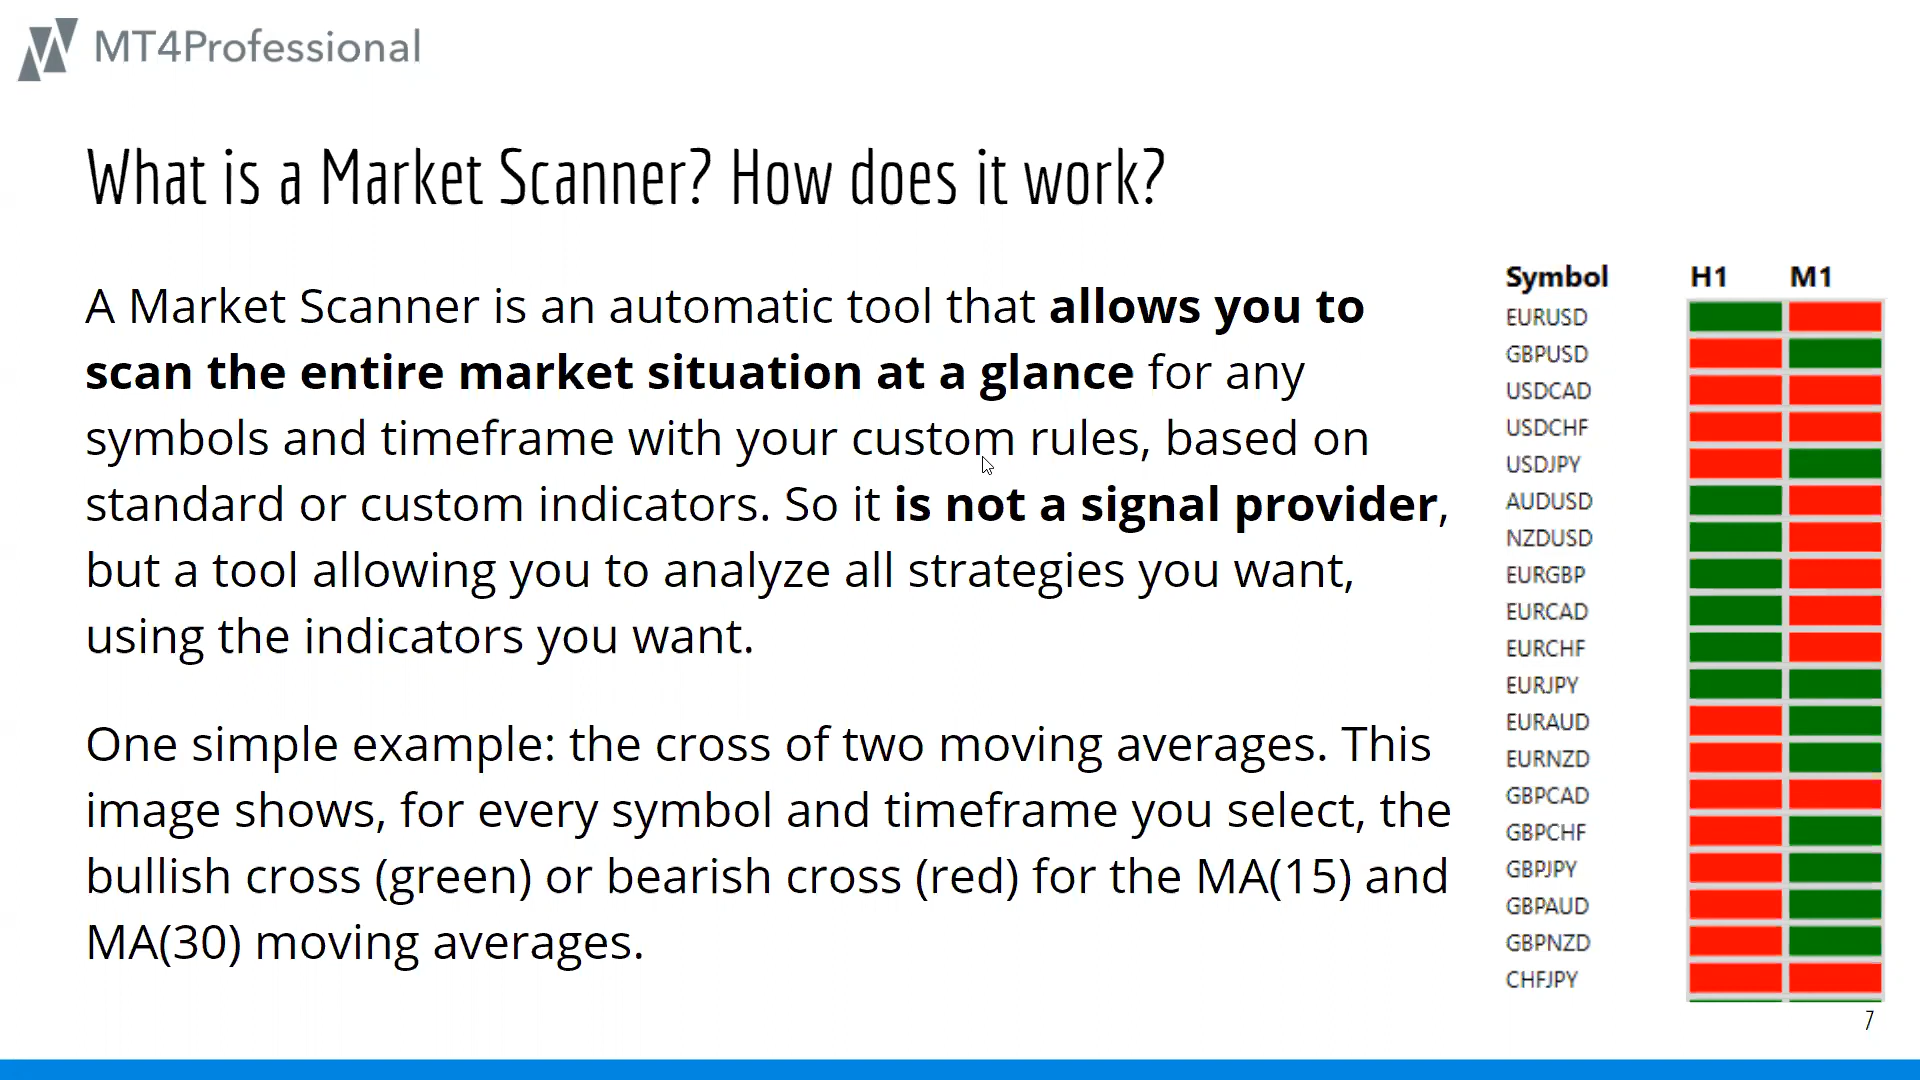 MT4Professional
What is a Market Scanner? How does it work?
A Market Scanner is an automatic tool that allows you to
scan the entire market situation at a glance for any
symbols and timeframe with your custom rules, based on
standard or custom indicators. So it is not a signal provider,
but a tool allowing you to analyze all strategies you want,
using the indicators you want.
One simple example: the cross of two moving averages. This
image shows, for every symbol and timeframe you select, the
bullish cross (green) or bearish cross (red) for the MA(15) and
MA(30) moving averages.
Symbol H1 M1
EURUSD
GBPUSD
USDCAD
USDCHF
USDJPY
AUDUSD
NZDUSD
EURGBP
EURCAD
EURCHF
EURJPY
EURAUD
EURNZD
GBPCAD
GBPCHF
GBPJPY
GBPAUD
GBPNZD
CHFJPY
7